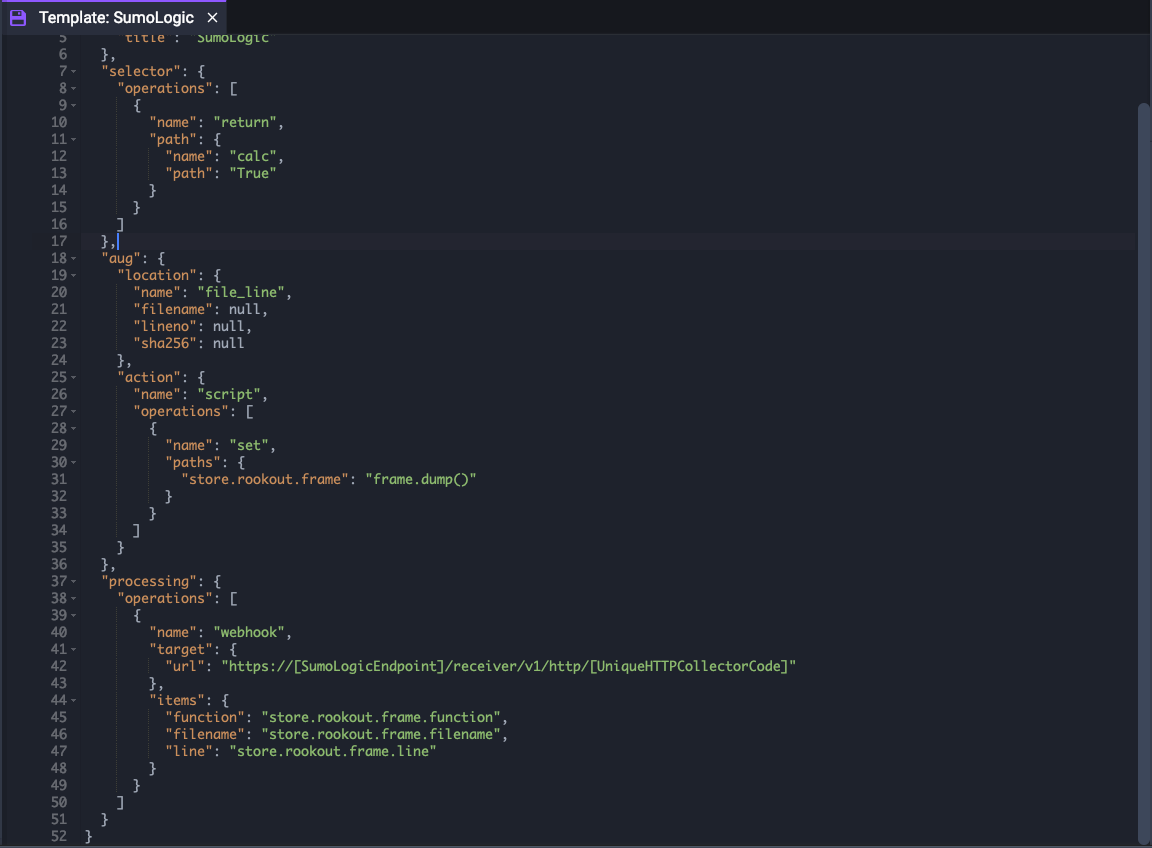 Template: SumoLogic ×
5 "title": "SumoLogic"
6 },
7 "selector": {
8 "operations": [
9 {
10 "name": "return",
11 "path": {
12 "name": "calc",
13 "path": "True"
14 }
15 }
16 ]
17 },
18 "aug": {
19 "location": {
20 "name": "file_line",
21 "filename": null,
22 "lineno": null,
23 "sha256": null
24 },
25 "action": {
26 "name": "script",
27 "operations": [
28 {
29 "name": "set",
30 "paths": {
31 "store.rookout.frame": "frame.dump()"
32 }
33 }
34 ]
35 }
36 },
37 "processing": {
38 "operations": [
39 {
40 "name": "webhook",
41 "target": {
42 "url": "https://[SumoLogicEndpoint]/receiver/v1/http/[UniqueHTTPCollectorCode]"
43 },
44 "items": {
45 "function": "store.rookout.frame.function",
46 "filename": "store.rookout.frame.filename",
47 "line": "store.rookout.frame.line"
48 }
49 }
50 ]
51 }
52 }